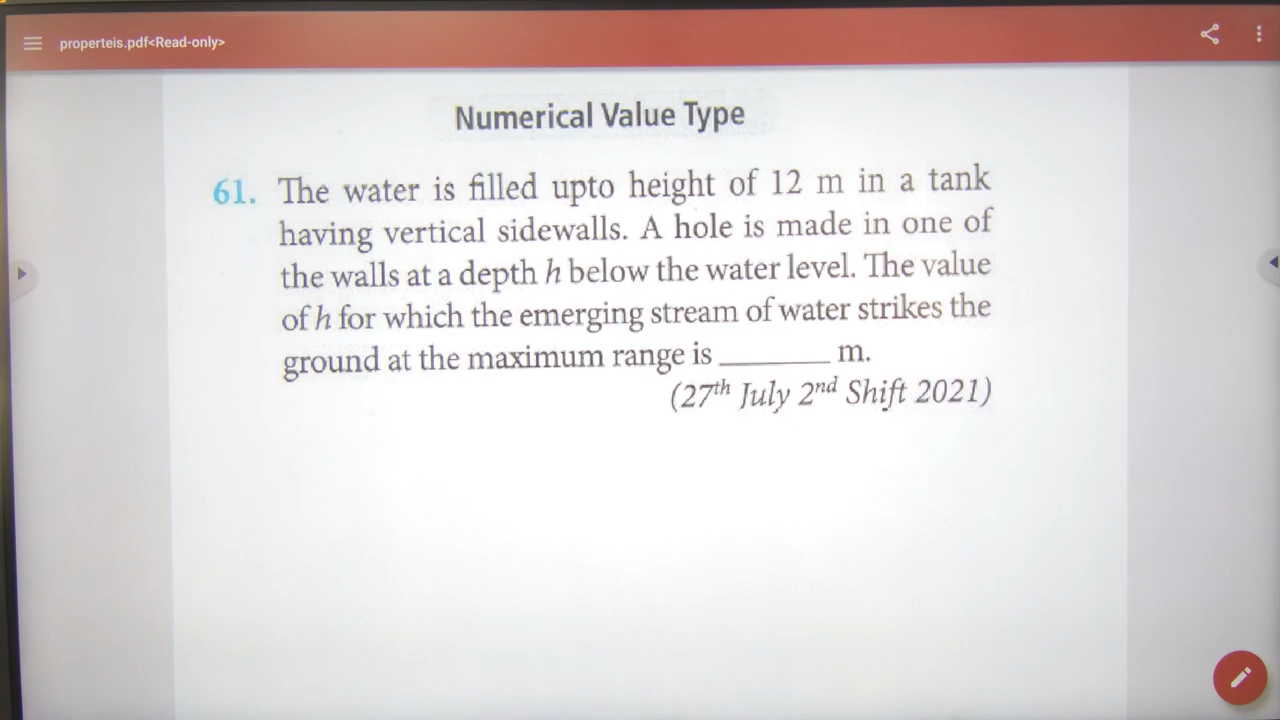 properteis.pdf<Read-only>
Numerical Value Type
61. The water is filled upto height of 12 m in a tank
having vertical sidewalls. A hole is made in one of
the walls at a depth h below the water level. The value
of h for which the emerging stream of water strikes the
ground at the maximum range is ________ m.
(27th July 2nd Shift 2021)